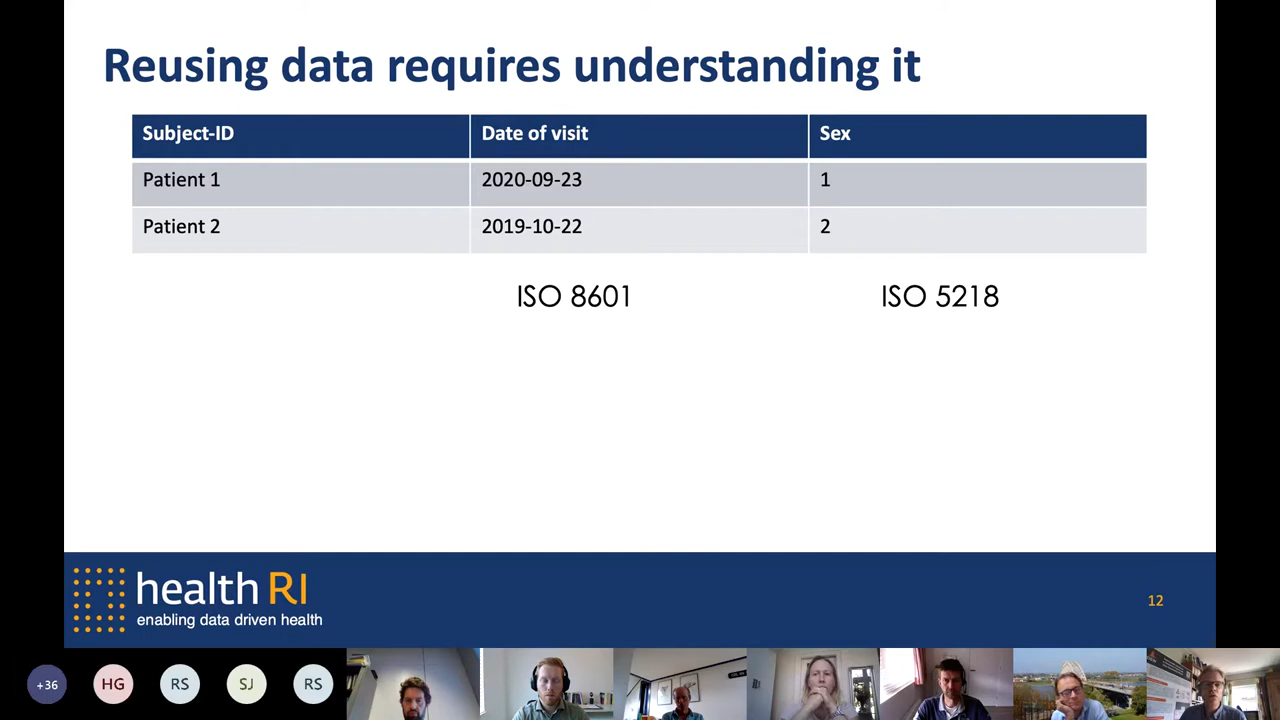 Reusing data requires understanding it
Subject-ID Date of visit Sex
Patient 1 2020-09-23 1
Patient 2 2019-10-22 2
ISO 8601 ISO 5218
health RI
enabling data driven health
12
+36 HG RS SJ RS